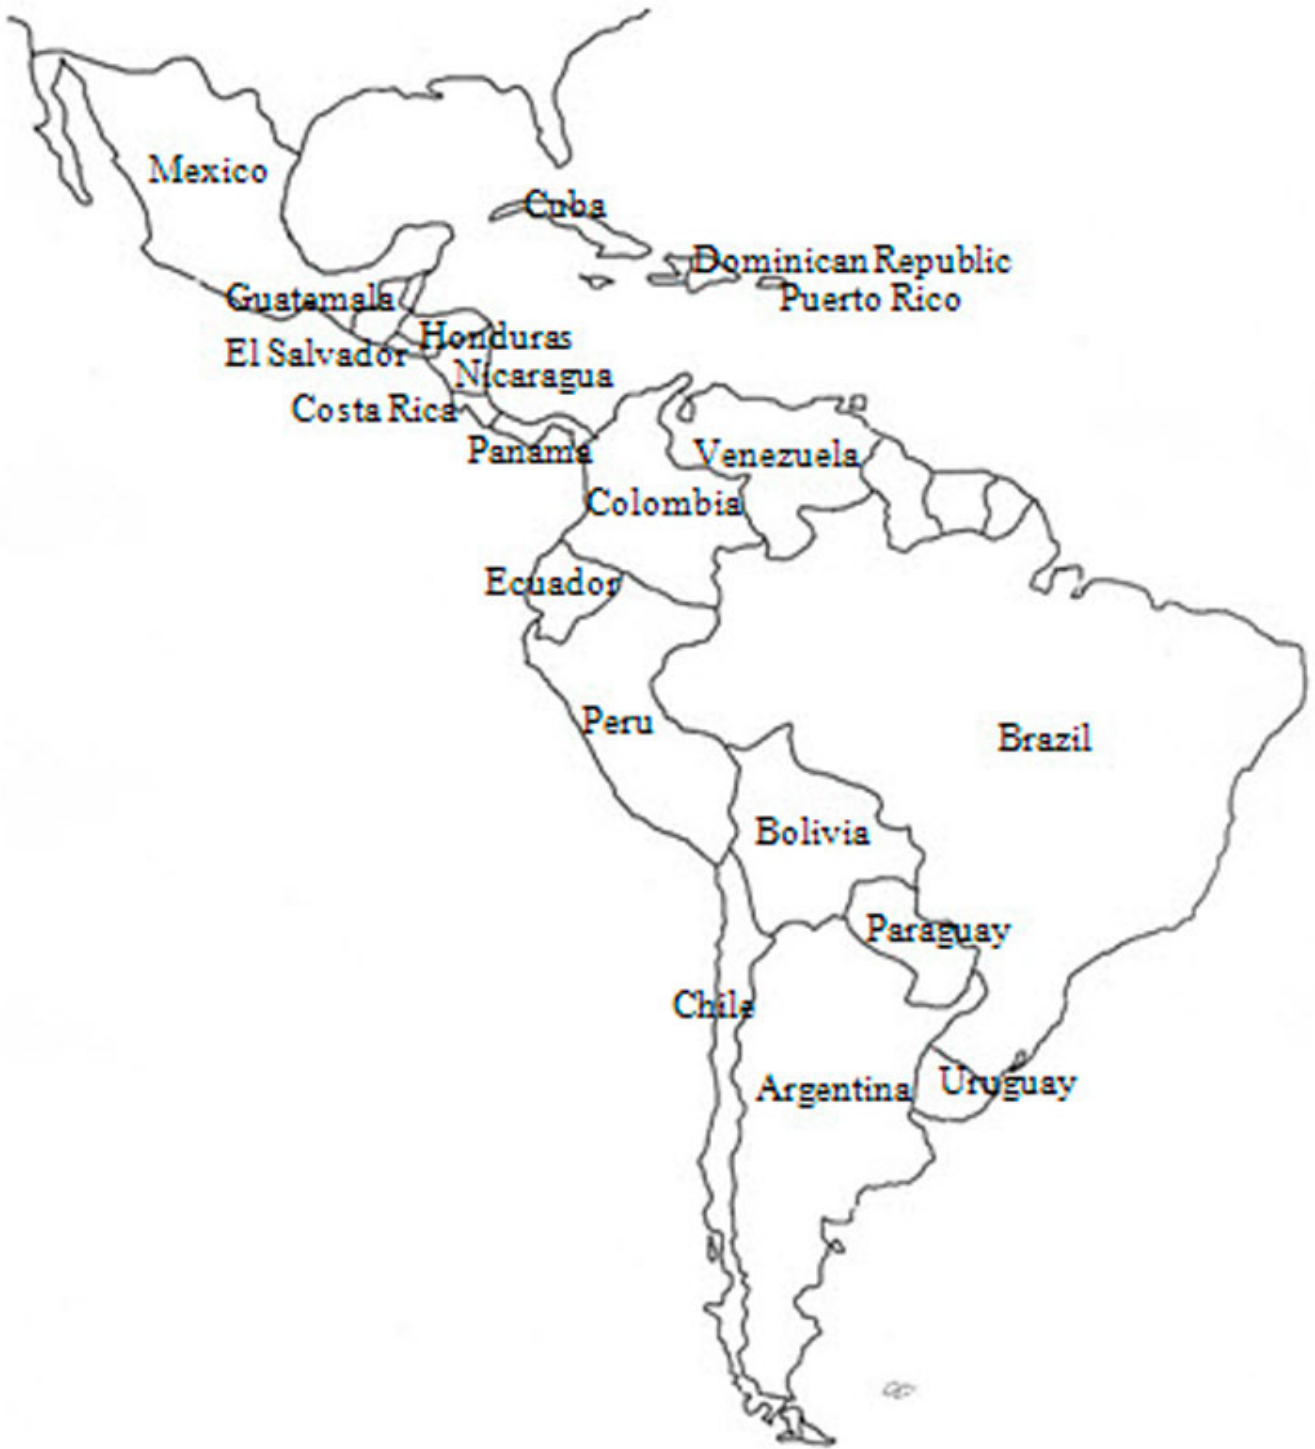 Mexico
Cuba
Dominican Republic
Puerto Rico
Guatemala
Honduras
El Salvador
Nicaragua
Costa Rica
Panama
Venezuela
Colombia
Ecuador
Peru
Brazil
Bolivia
Paraguay
Chile
Argentina
Uruguay